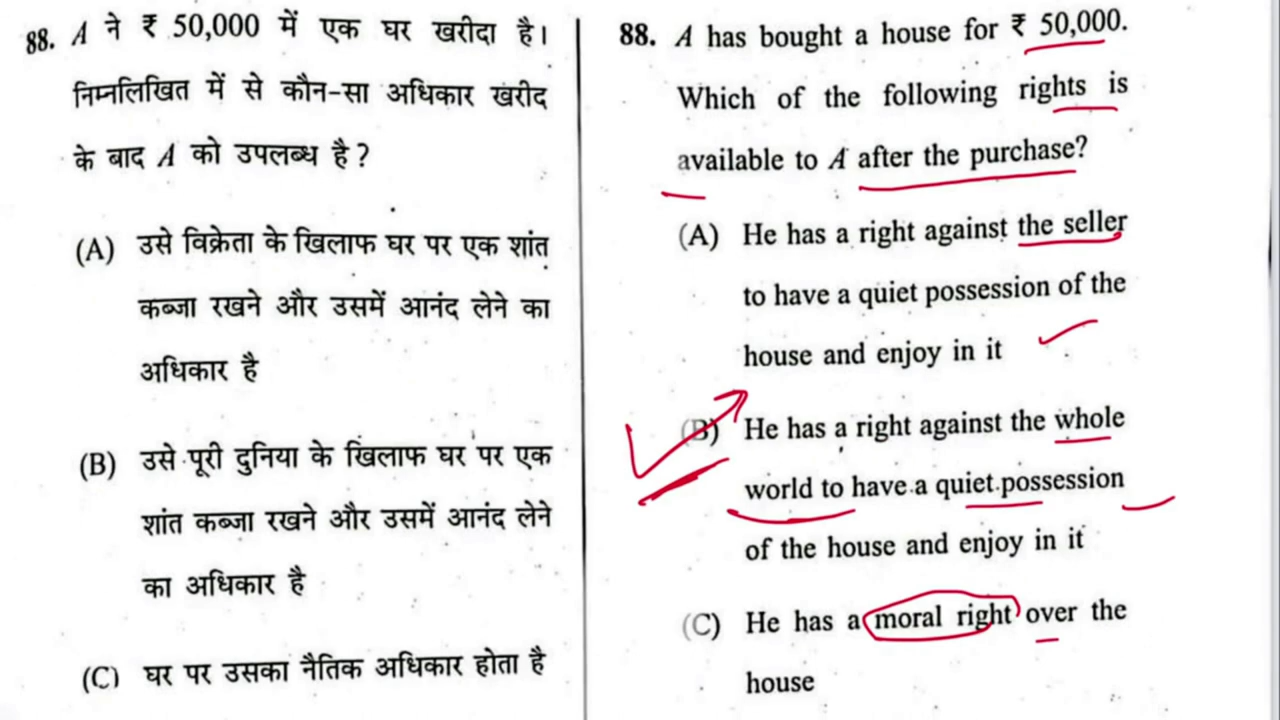 88. A ने ₹ 50,000 में एक घर खरीदा है।
निम्नलिखित में से कौन-सा अधिकार खरीद
के बाद A को उपलब्ध है ?
(A) उसे विक्रेता के खिलाफ घर पर एक शांत
कब्जा रखने और उसमें आनंद लेने का
अधिकार है
(B) उसे पूरी दुनिया के खिलाफ घर पर एक
शांत कब्जा रखने और उसमें आनंद लेने
का अधिकार है
(C) घर पर उसका नैतिक अधिकार होता है
88. A has bought a house for ₹ 50,000.
Which of the following rights is
available to A after the purchase?
(A) He has a right against the seller
to have a quiet possession of the
house and enjoy in it
(B) He has a right against the whole
world to have a quiet possession
of the house and enjoy in it
(C) He has a moral right over the
house